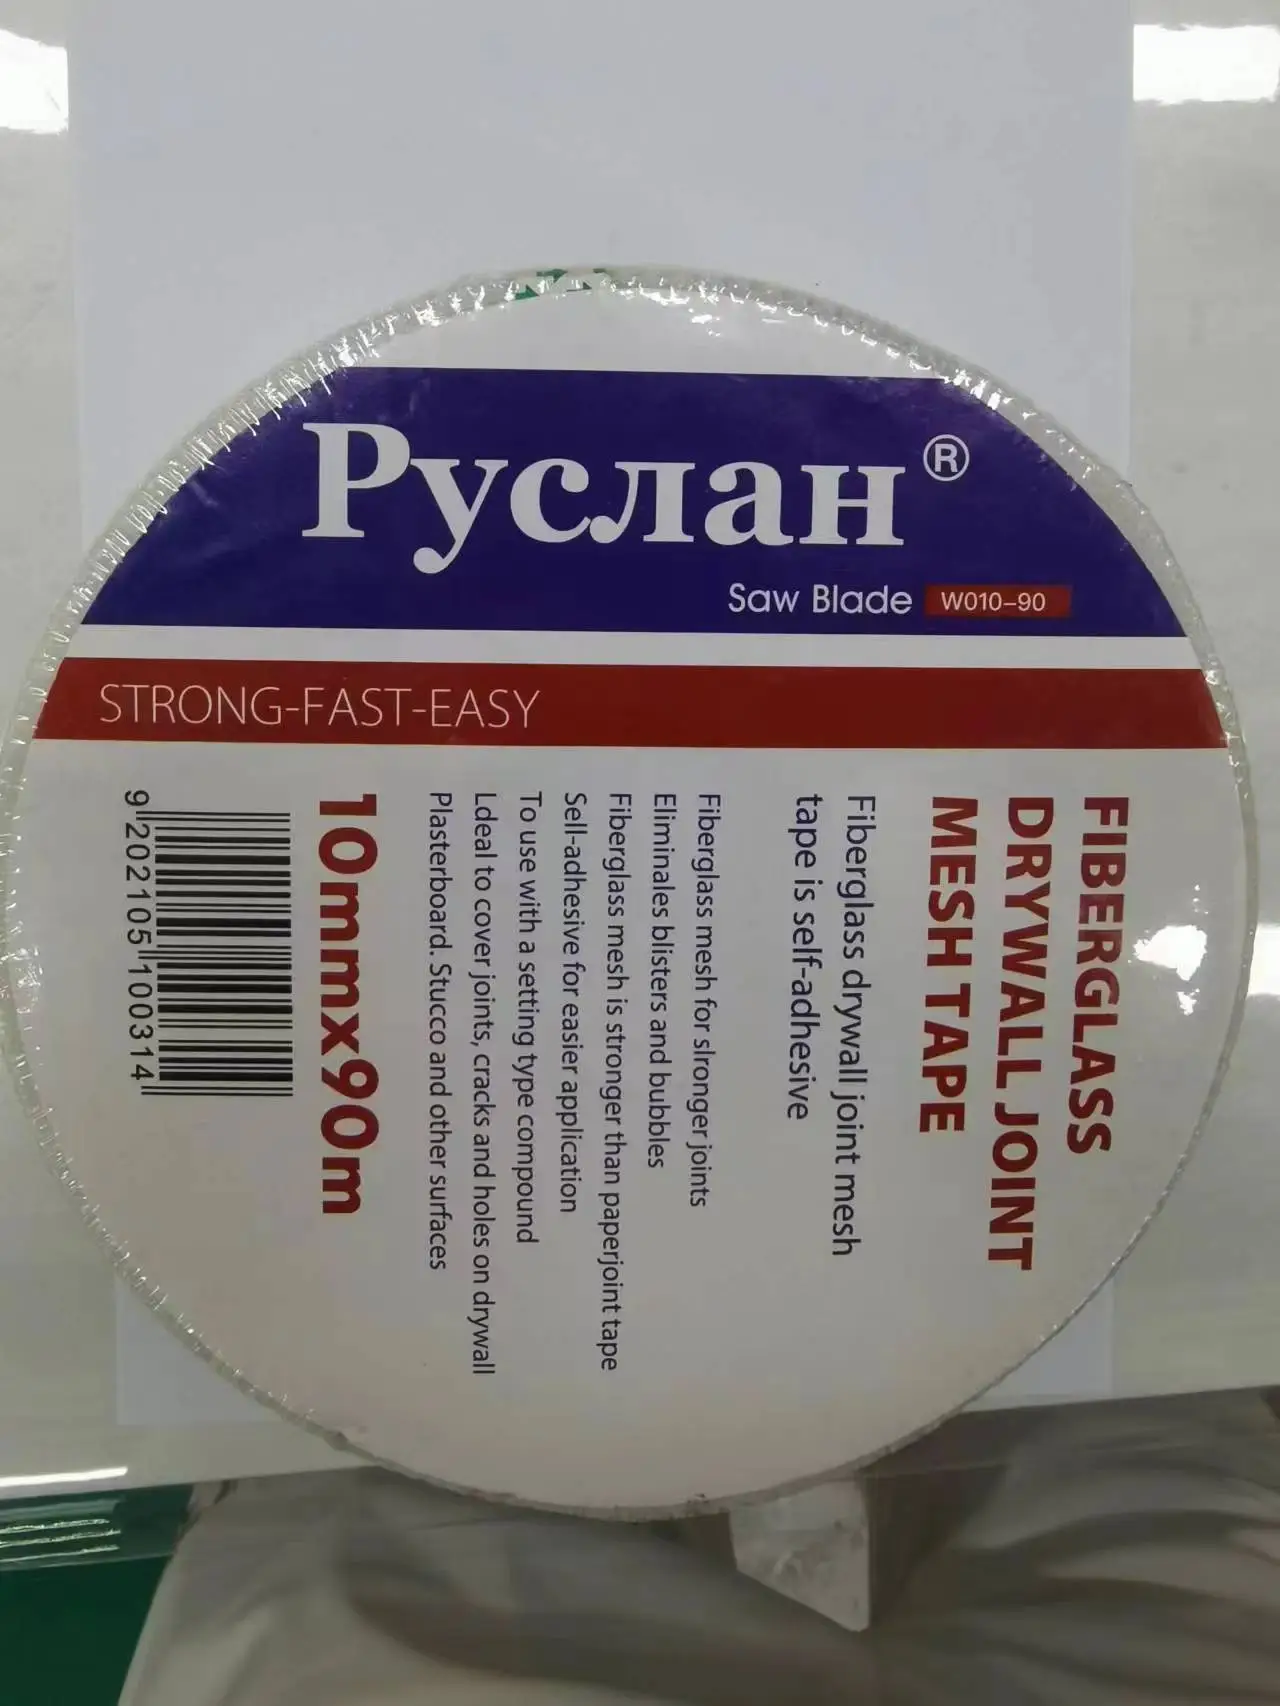 Руслан®
Saw Blade W010-90
STRONG-FAST-EASY
FIBERGLASS
DRYWALL JOINT
MESH TAPE
Fiberglass drywall joint mesh
tape is self-adhesive
Fiberglass mesh for slronger joints
Eliminales blisters and bubbles
Fiberglass mesh is stronger than paperjoint tape
Sell-adhesive for easier application
To use with a setting type compound
Ldeal to cover joints, cracks and holes on drywall
Plasterboard. Stucco and other surfaces
10mmx90m
9 202105 100314